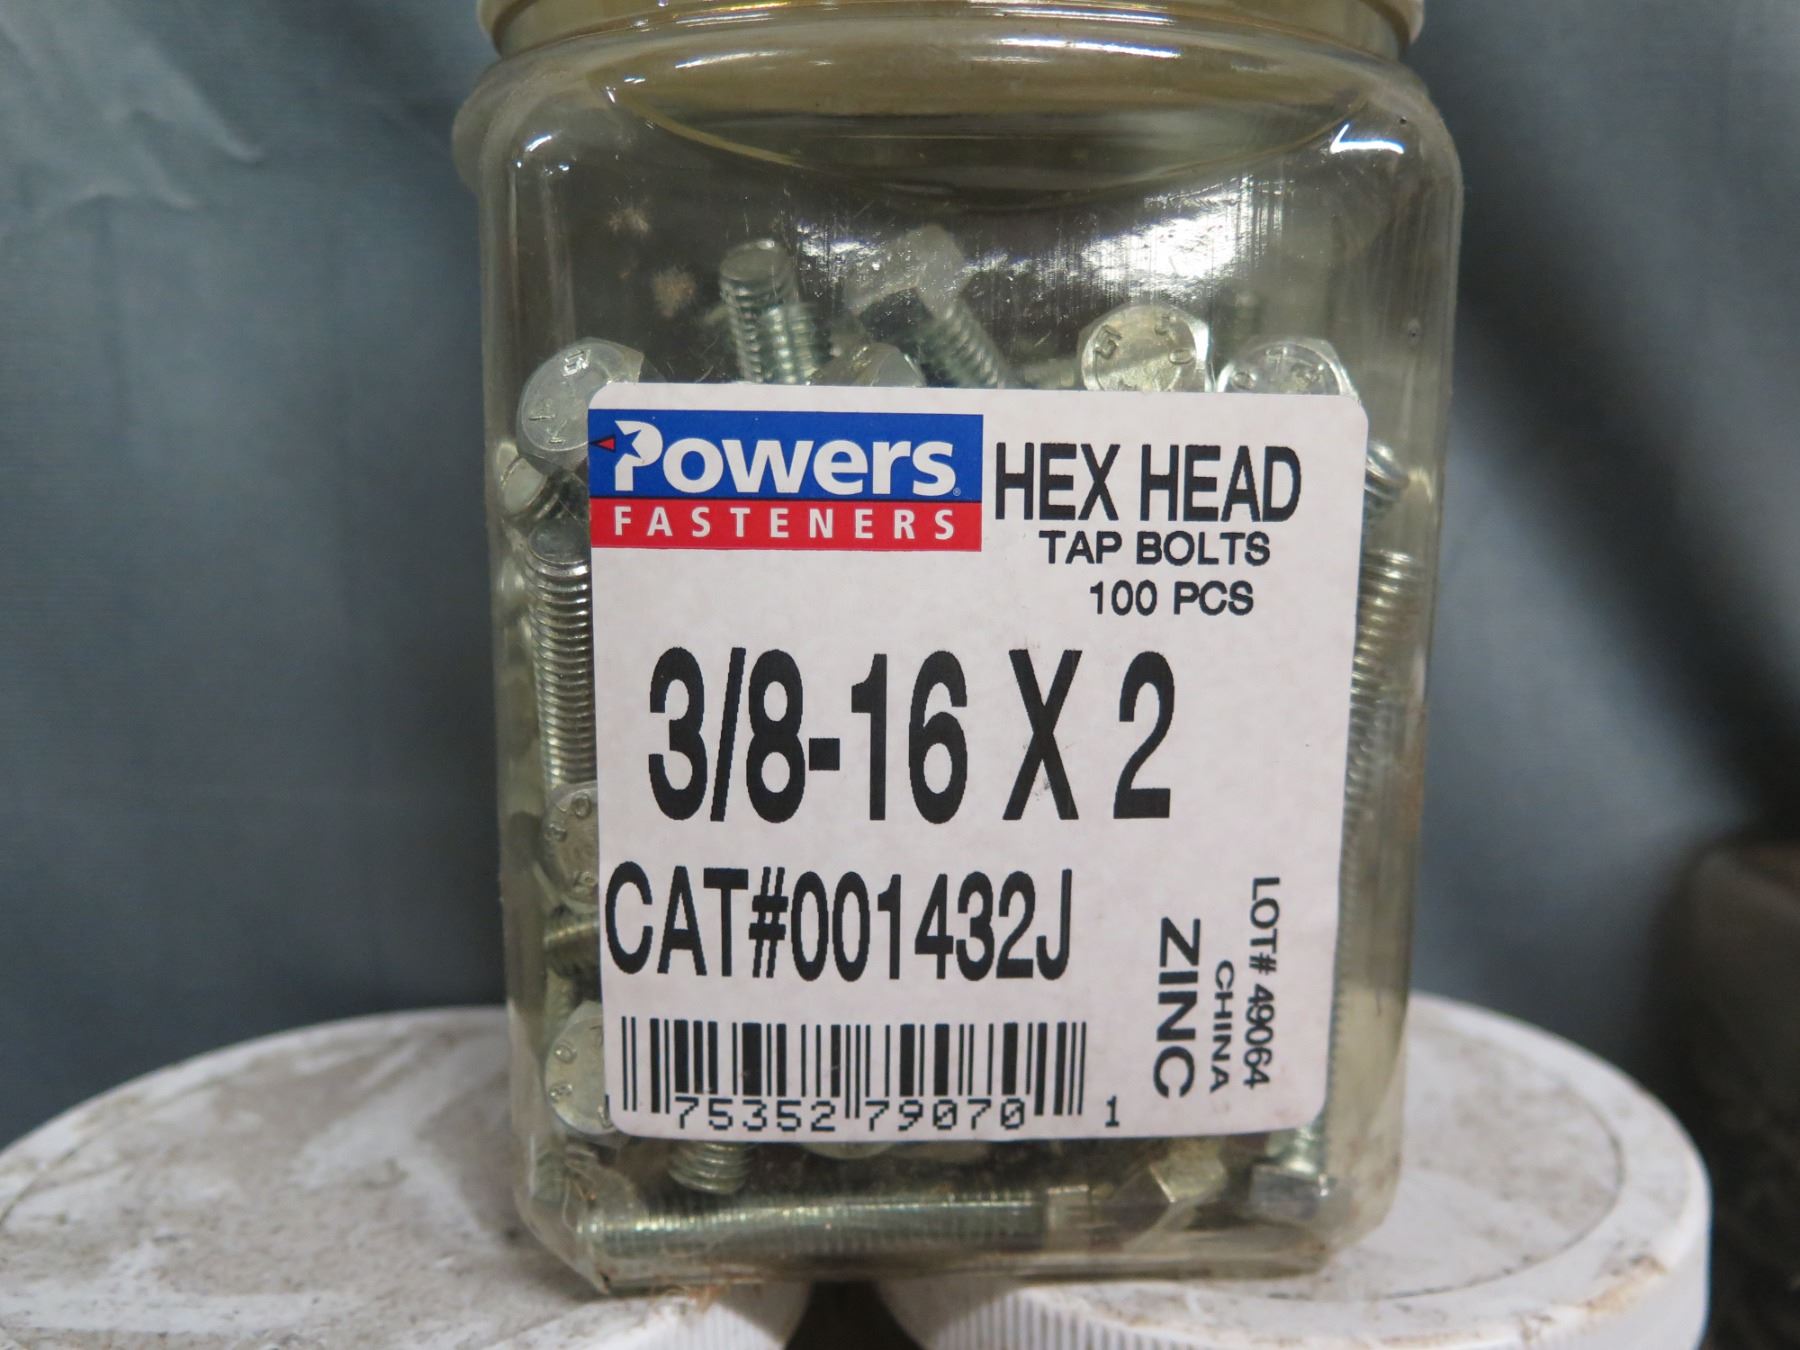 Powers
FASTENERS
HEX HEAD
TAP BOLTS
100 PCS
3/8-16 X 2
CAT#001432J
ZINC
CHINA
LOT# 49064
75352 79070 1